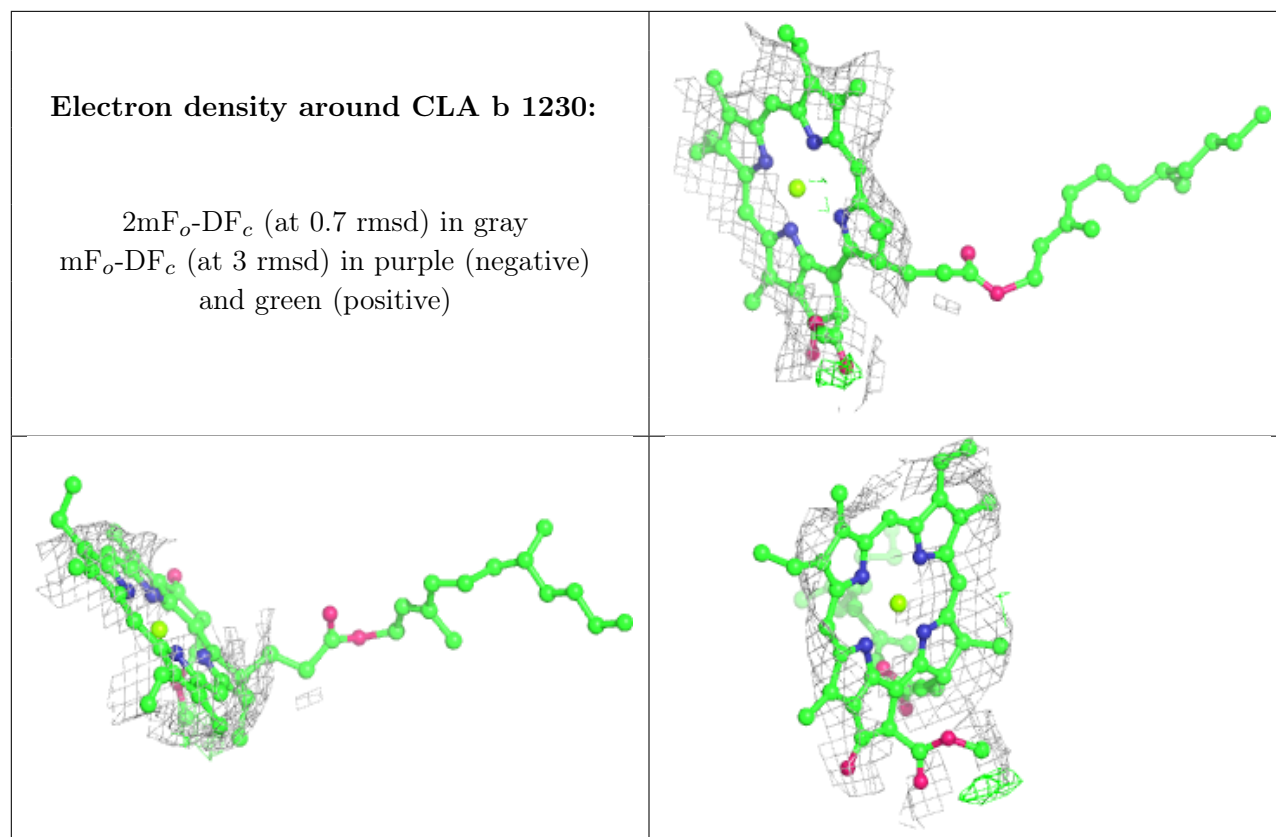 Electron density around CLA b 1230:
2mFo-DFc (at 0.7 rmsd) in gray
mFo-DFc (at 3 rmsd) in purple (negative)
and green (positive)